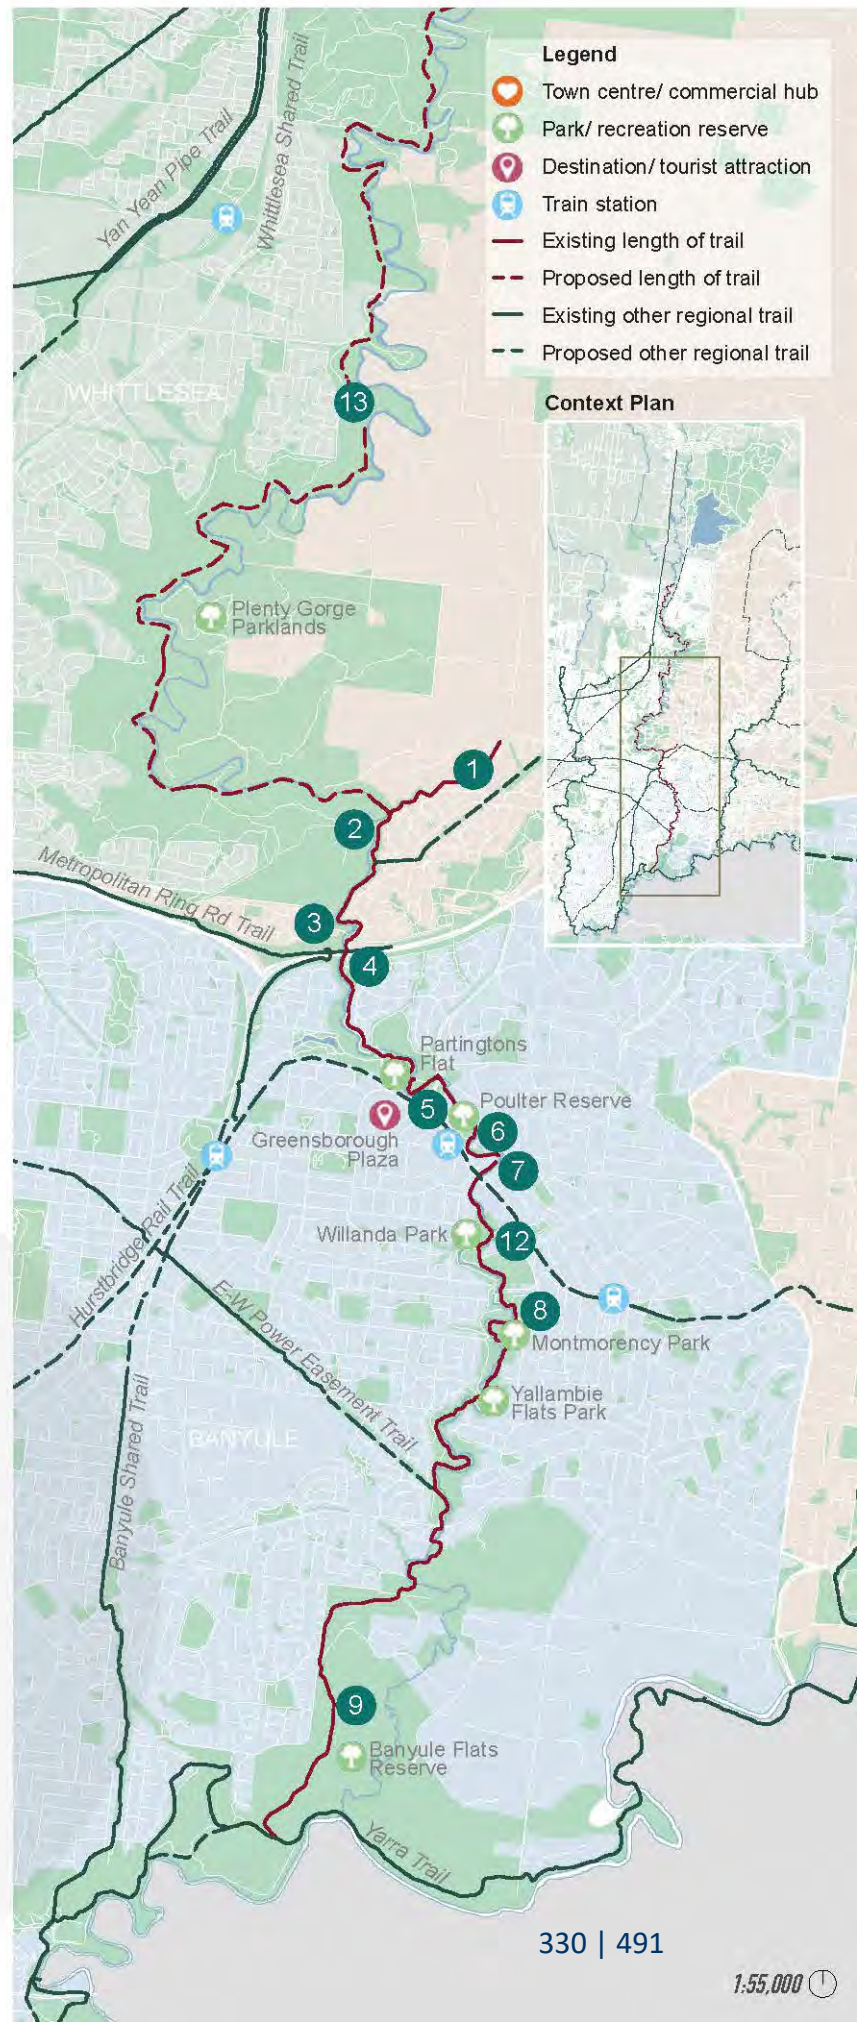 Legend
Town centre/ commercial hub
Park/ recreation reserve
Destination/ tourist attraction
Train station
Existing length of trail
Proposed length of trail
Existing other regional trail
Proposed other regional trail
Context Plan
Yan Yean Pipe Trail
Whittlesea Shared Trail
WHITTLESEA
13
Plenty Gorge
Parklands
1
2
Metropolitan Ring Rd Trail
3
4
Partingtons
Flat
5
Poulter Reserve
6
Greensborough
Plaza
7
Hurstbridge Rail Trail
Willanda Park
12
E-W Power Easement Trail
8
Montmorency Park
Yallambie
Flats Park
BANYULE
Banyule Shared Trail
9
Banyule Flats
Reserve
Yarra Trail
330 | 491
1:55,000